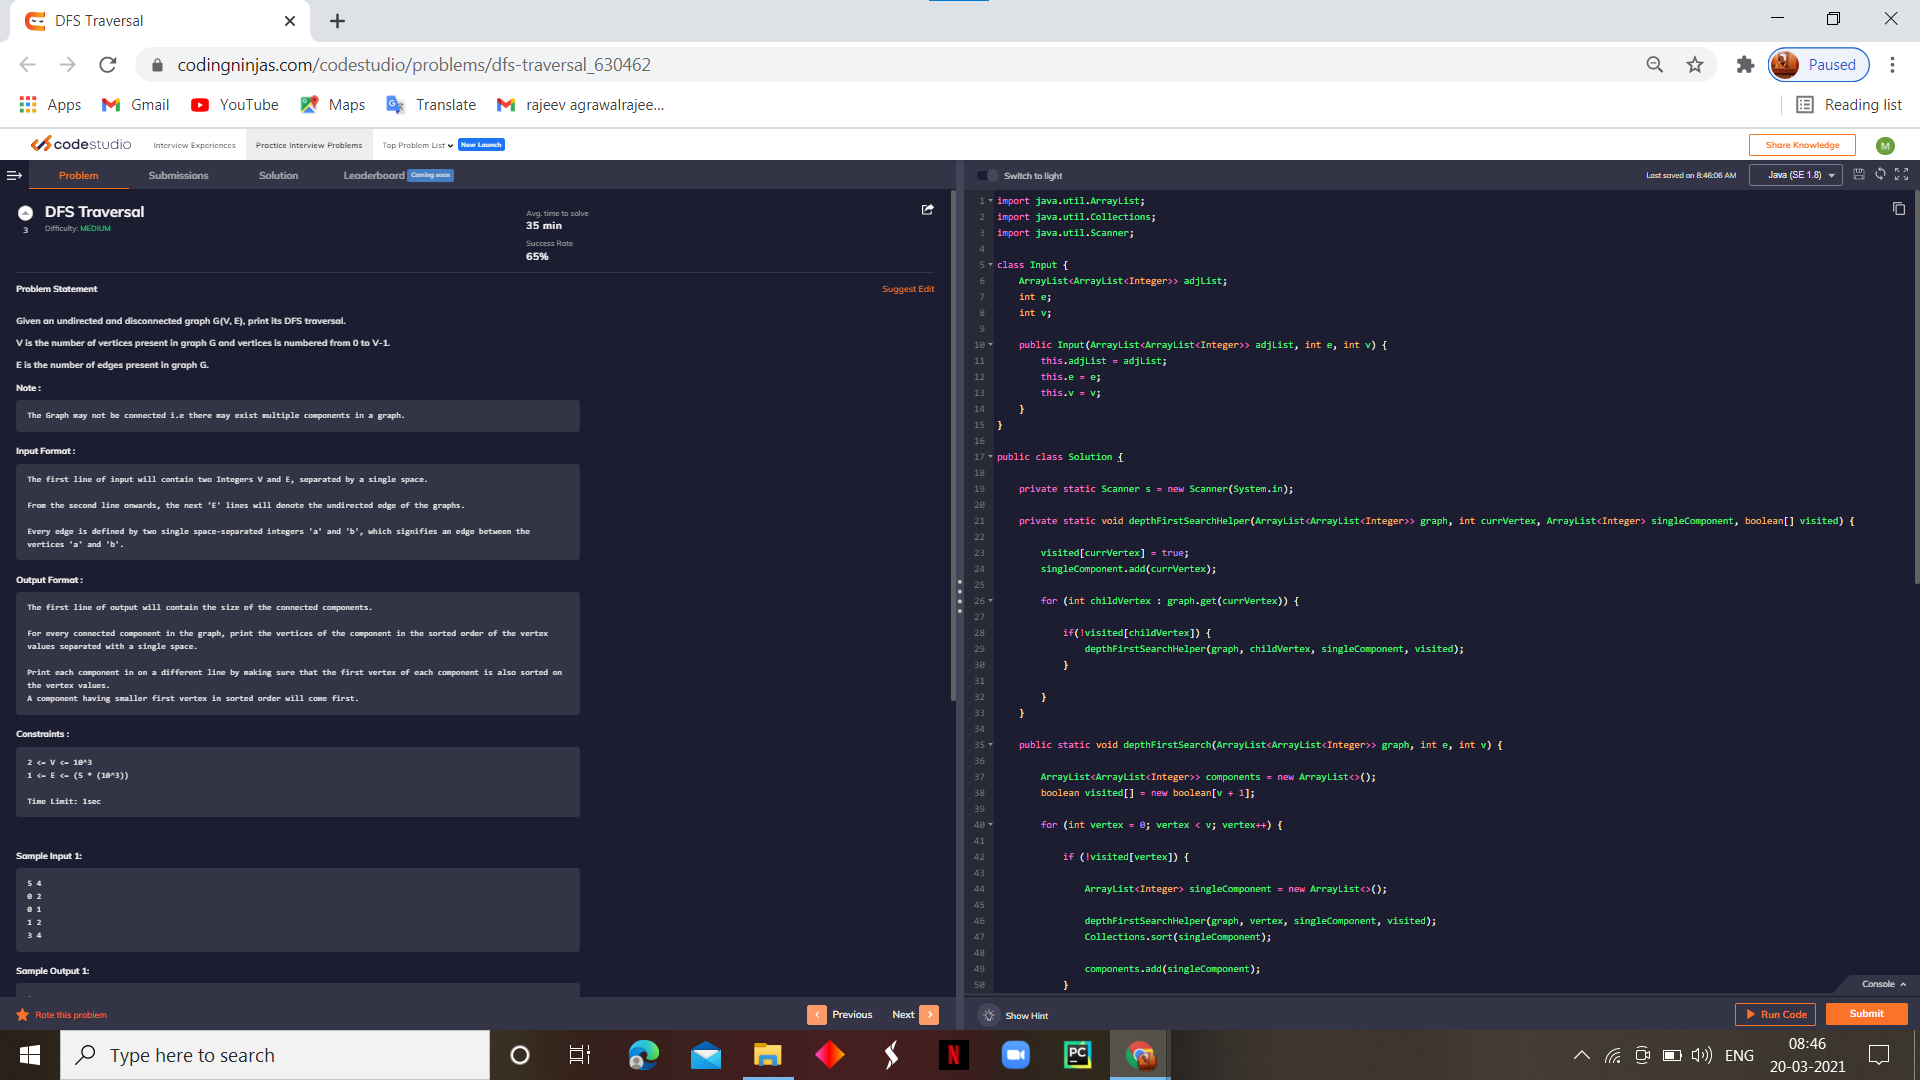 DFS Traversal
codingninjas.com/codestudio/problems/dfs-traversal_630462
Paused
Apps
Gmail
YouTube
Maps
Translate
rajeev agrawalrajee...
Reading list
codestudio
Interview Experiences
Practice Interview Problems
Top Problem List
New Launch
Share Knowledge
M
Problem
Submissions
Solution
Leaderboard
Coming soon
Switch to light
Last saved on 8:46:06 AM
Java (SE 1.8)
DFS Traversal
3
Difficulty: MEDIUM
Avg. time to solve
35 min
Success Rate
65%
Problem Statement
Suggest Edit
Given an undirected and disconnected graph G(V, E), print its DFS traversal.
V is the number of vertices present in graph G and vertices is numbered from 0 to V-1.
E is the number of edges present in graph G.
Note :
The Graph may not be connected i.e there may exist multiple components in a graph.
Input Format :
The first line of input will contain two Integers V and E, separated by a single space.
From the second line onwards, the next 'E' lines will denote the undirected edge of the graphs.
Every edge is defined by two single space-separated integers 'a' and 'b', which signifies an edge between the
vertices 'a' and 'b'.
Output Format :
The first line of output will contain the size of the connected components.
For every connected component in the graph, print the vertices of the component in the sorted order of the vertex
values separated with a single space.
Print each component in on a different line by making sure that the first vertex of each component is also sorted on
the vertex values.
A component having smaller first vertex in sorted order will come first.
Constraints :
2 <= V <= 10^3
1 <= E <= (5 * (10^3))
Time Limit: 1sec
Sample Input 1:
5 4
0 2
0 1
1 2
3 4
Sample Output 1:
Rate this problem
Previous
Next
1 import java.util.ArrayList;
2 import java.util.Collections;
3 import java.util.Scanner;
4
5 class Input {
6 ArrayList<ArrayList<Integer>> adjList;
7 int e;
8 int v;
9
10 public Input(ArrayList<ArrayList<Integer>> adjList, int e, int v) {
11 this.adjList = adjList;
12 this.e = e;
13 this.v = v;
14 }
15 }
16
17 public class Solution {
18
19 private static Scanner s = new Scanner(System.in);
20
21 private static void depthFirstSearchHelper(ArrayList<ArrayList<Integer>> graph, int currVertex, ArrayList<Integer> singleComponent, boolean[] visited) {
22
23 visited[currVertex] = true;
24 singleComponent.add(currVertex);
25
26 for (int childVertex : graph.get(currVertex)) {
27
28 if(!visited[childVertex]) {
29 depthFirstSearchHelper(graph, childVertex, singleComponent, visited);
30 }
31
32 }
33 }
34
35 public static void depthFirstSearch(ArrayList<ArrayList<Integer>> graph, int e, int v) {
36
37 ArrayList<ArrayList<Integer>> components = new ArrayList<>();
38 boolean visited[] = new boolean[v + 1];
39
40 for (int vertex = 0; vertex < v; vertex++) {
41
42 if (!visited[vertex]) {
43
44 ArrayList<Integer> singleComponent = new ArrayList<>();
45
46 depthFirstSearchHelper(graph, vertex, singleComponent, visited);
47 Collections.sort(singleComponent);
48
49 components.add(singleComponent);
50 }
Console
Show Hint
Run Code
Submit
Type here to search
N
PC
ENG
08:46
20-03-2021